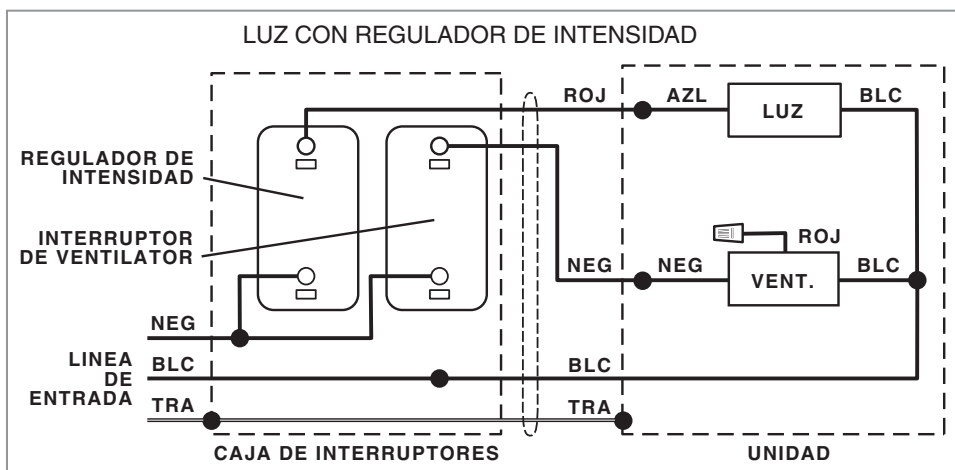 LUZ CON REGULADOR DE INTENSIDAD
ROJ
AZL
LUZ
BLC
REGULADOR DE
INTENSIDAD
INTERRUPTOR
DE VENTILATOR
ROJ
NEG
NEG
VENT.
BLC
NEG
LINEA
DE
ENTRADA
BLC
BLC
TRA
TRA
CAJA DE INTERRUPTORES
UNIDAD